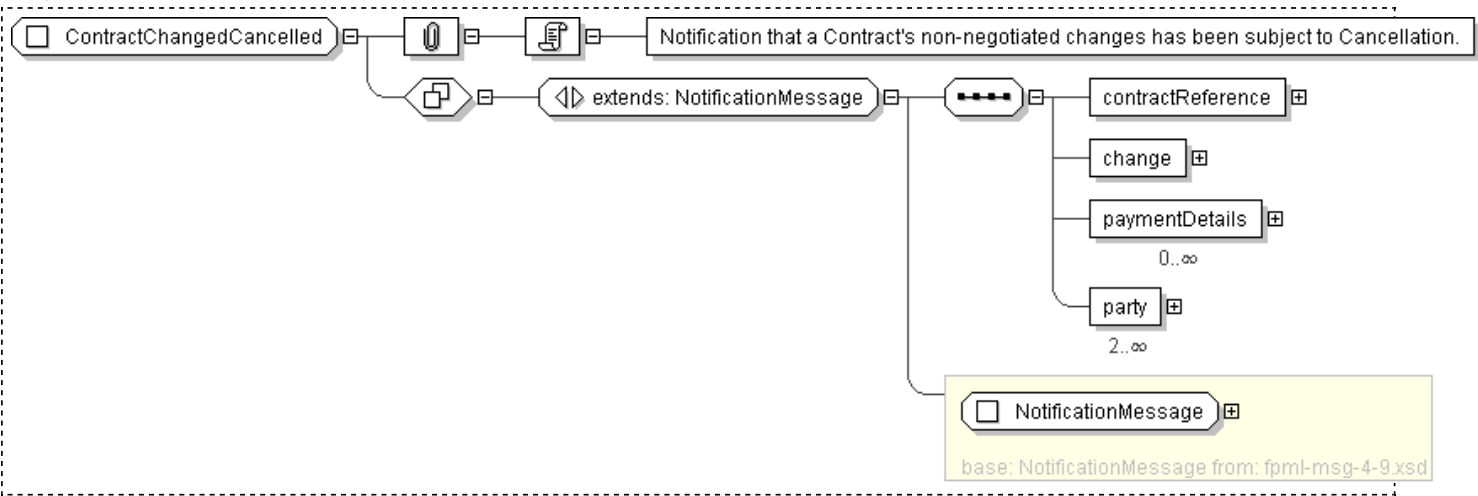 ContractChangedCancelled
Notification that a Contract's non-negotiated changes has been subject to Cancellation.
extends: NotificationMessage
contractReference
change
paymentDetails
0..∞
party
2..∞
NotificationMessage
base: NotificationMessage from: fpml-msg-4-9.xsd